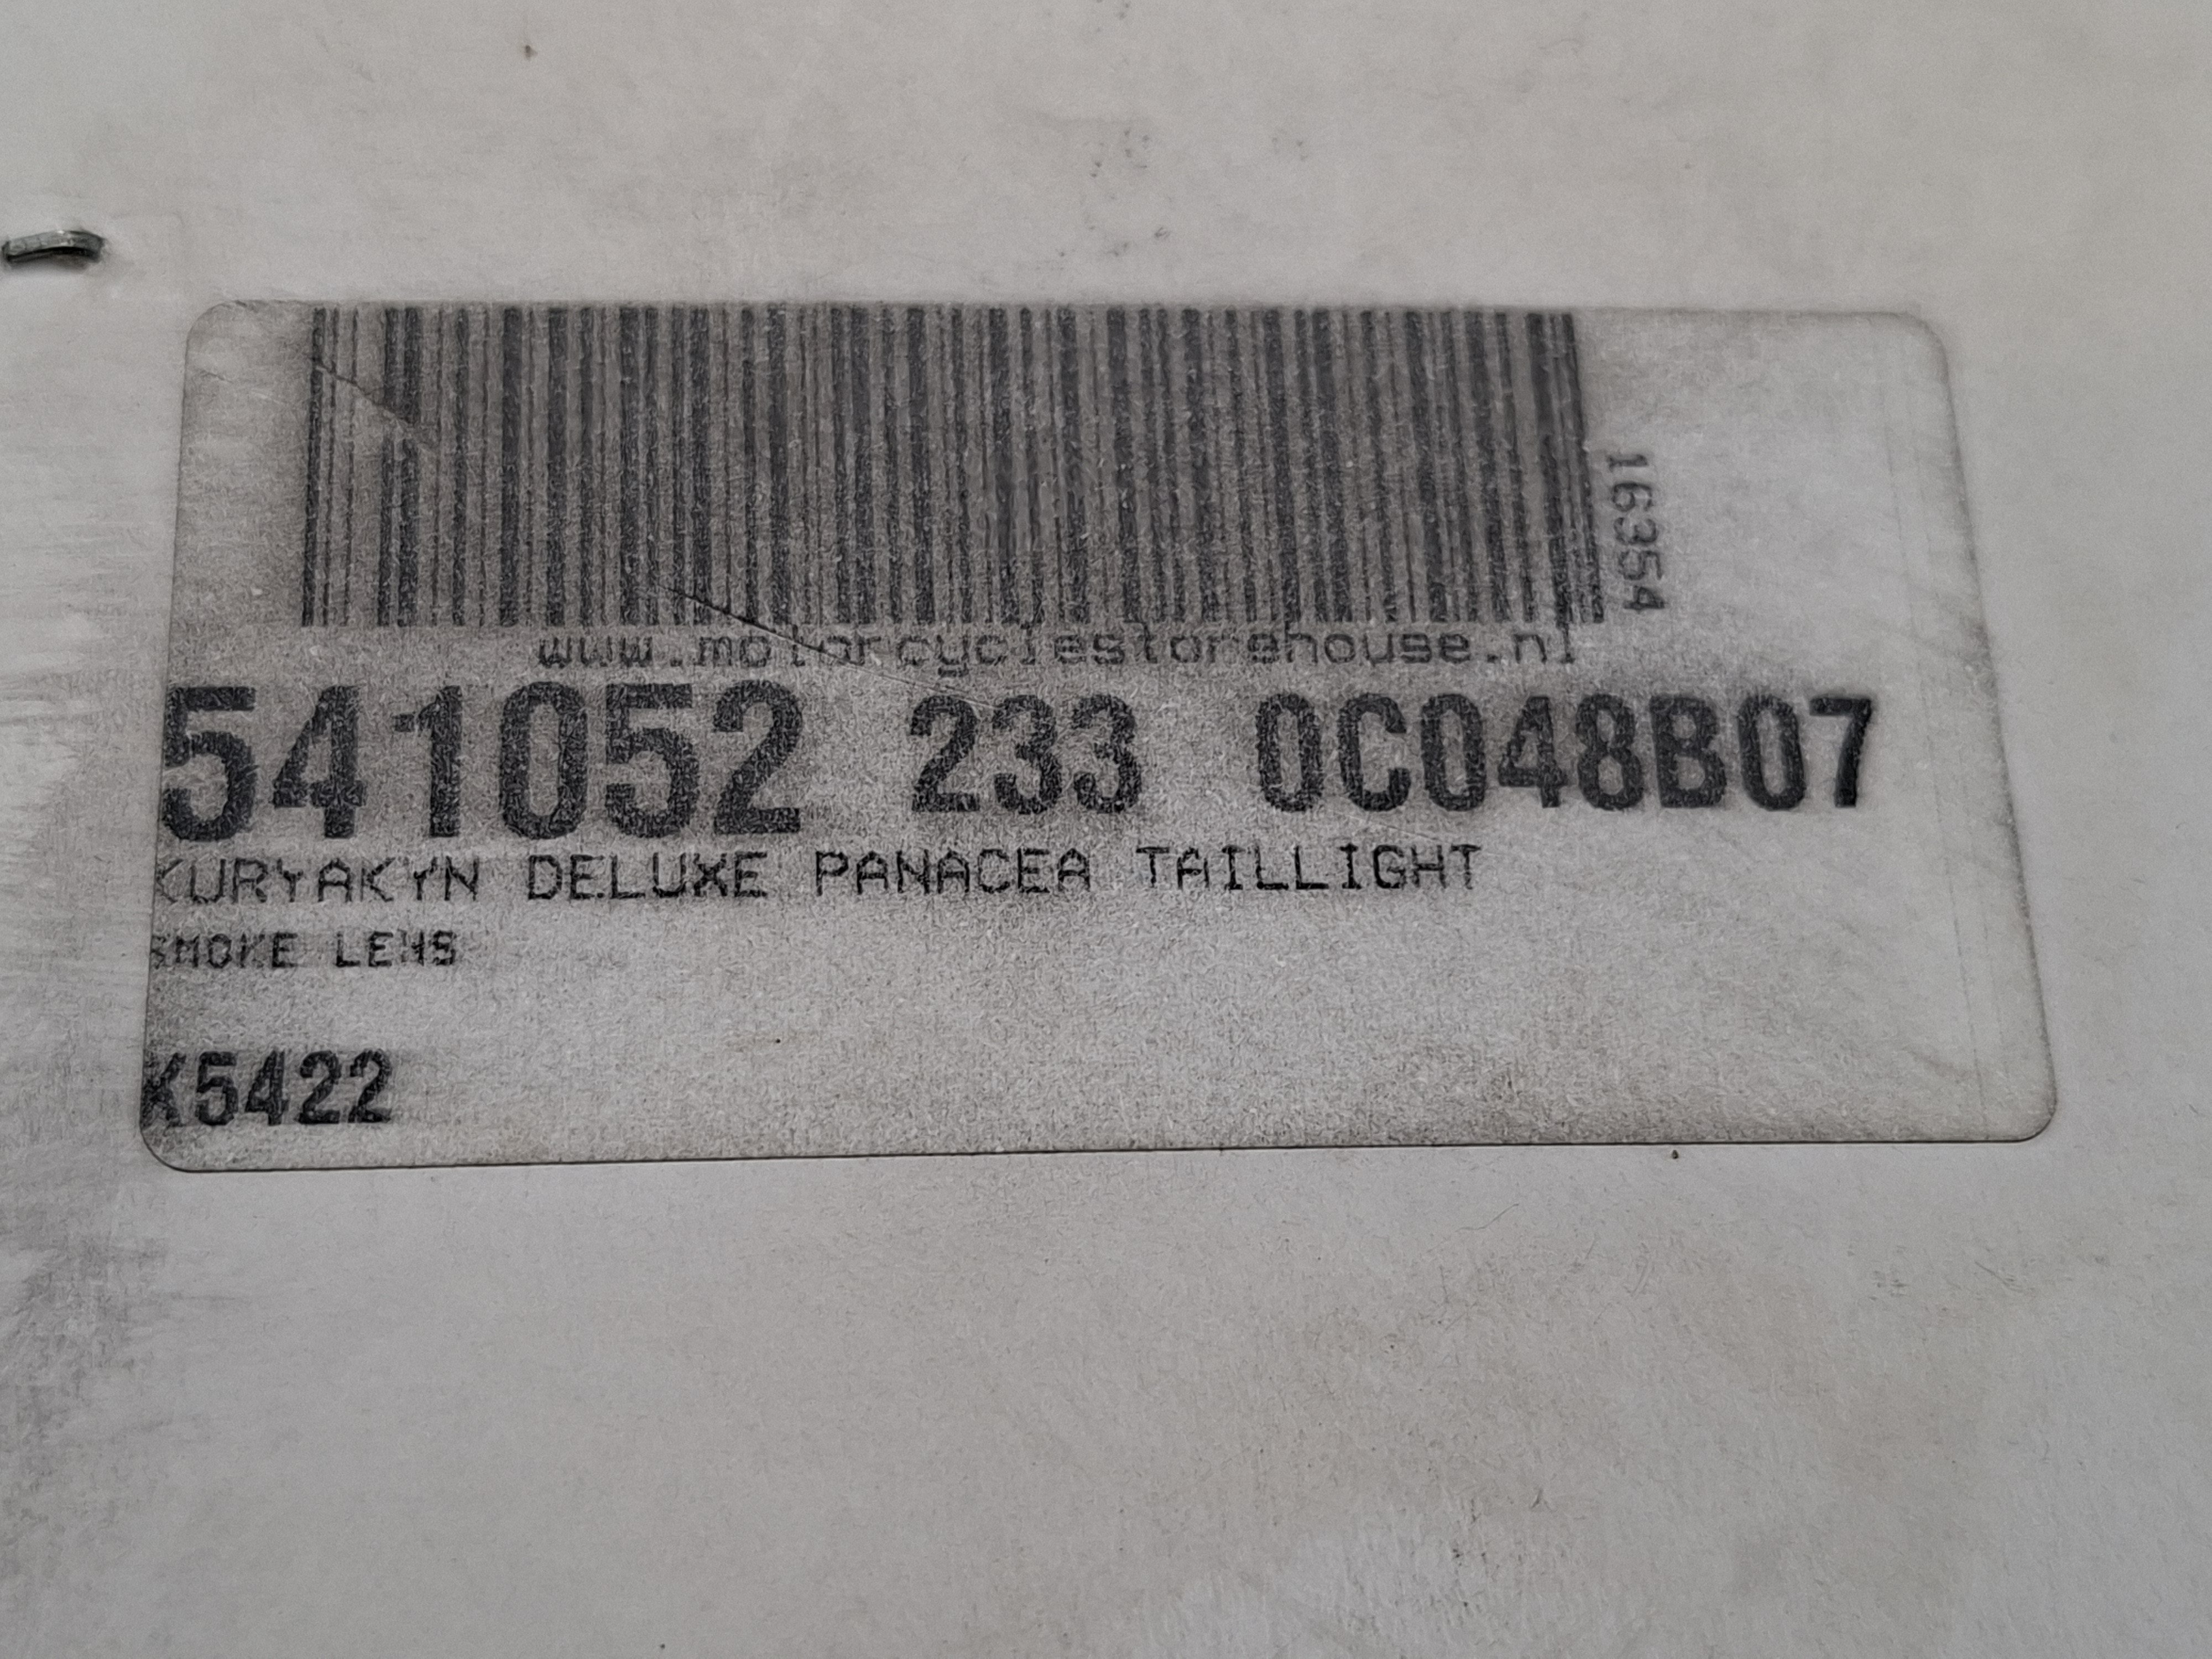 16354
www.motorcyclestorehouse.nl
541052 233 0C048B07
KURYAKYN DELUXE PANACEA TAILLIGHT
SMOKE LENS
K5422